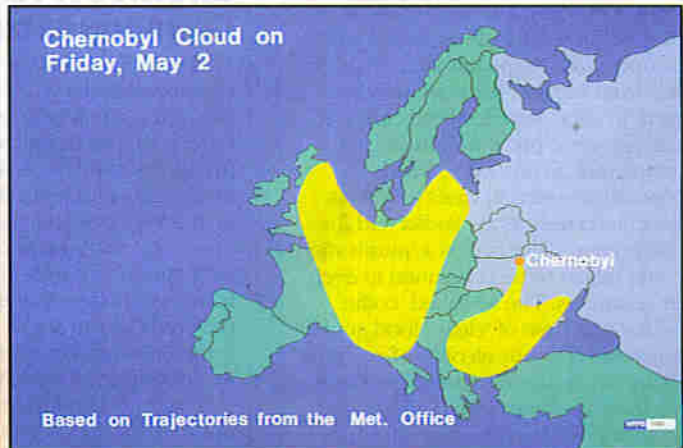 Chernobyl Cloud on
Friday, May 2
Chernobyl
Based on Trajectories from the Met. Office